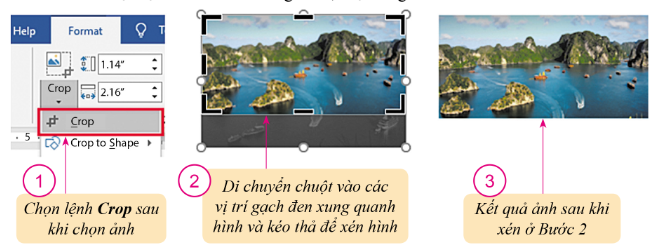 Help Format
1.14"
Crop 2.16"
Crop
5
Crop to Shape
1
Chọn lệnh Crop sau
khi chọn ảnh
2
Di chuyển chuột vào các
vị trí gạch đen xung quanh
hình và kéo thả để xén hình
3
Kết quả ảnh sau khi
xén ở Bước 2